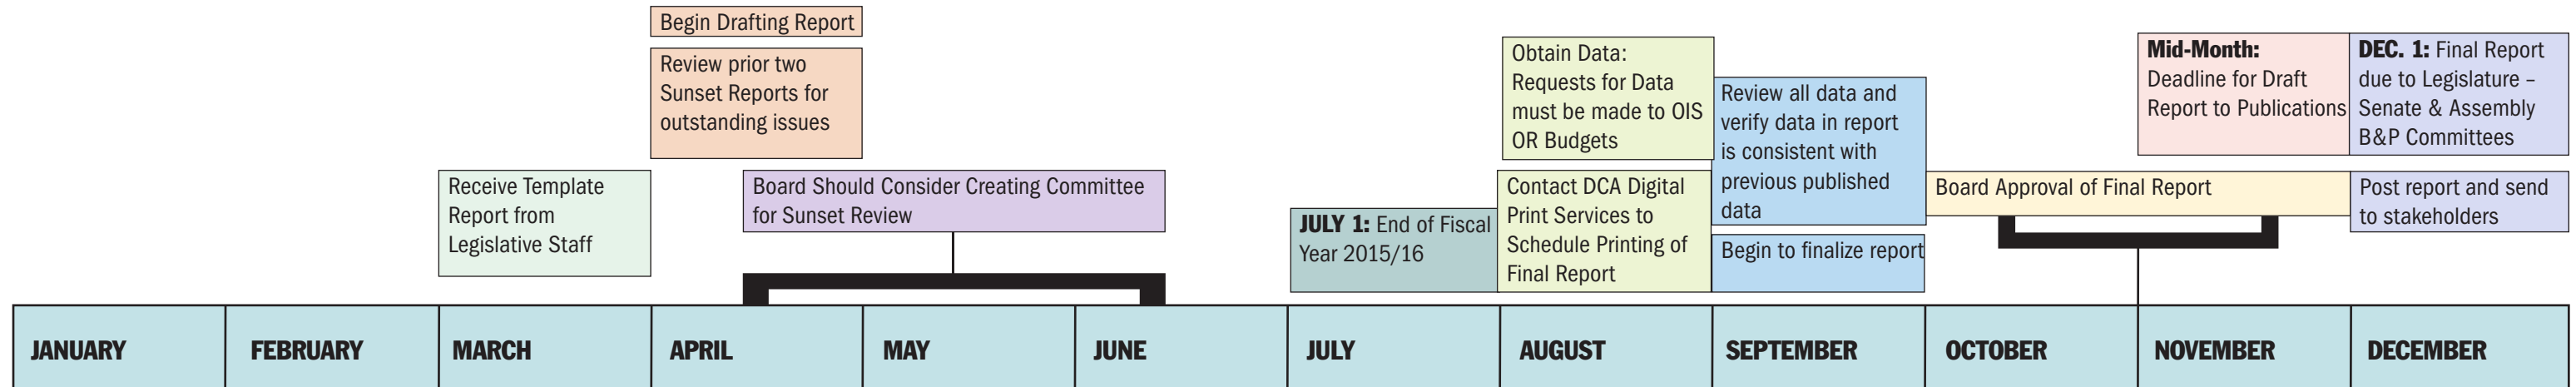 Begin Drafting Report
Review prior two
Sunset Reports for
outstanding issues
Receive Template
Report from
Legislative Staff
Board Should Consider Creating Committee
for Sunset Review
JULY 1: End of Fiscal
Year 2015/16
Obtain Data:
Requests for Data
must be made to OIS
OR Budgets
Contact DCA Digital
Print Services to
Schedule Printing of
Final Report
Review all data and
verify data in report
is consistent with
previous published
data
Begin to finalize report
Board Approval of Final Report
Mid-Month:
Deadline for Draft
Report to Publications
DEC. 1: Final Report
due to Legislature –
Senate & Assembly
B&P Committees
Post report and send
to stakeholders
JANUARY
FEBRUARY
MARCH
APRIL
MAY
JUNE
JULY
AUGUST
SEPTEMBER
OCTOBER
NOVEMBER
DECEMBER